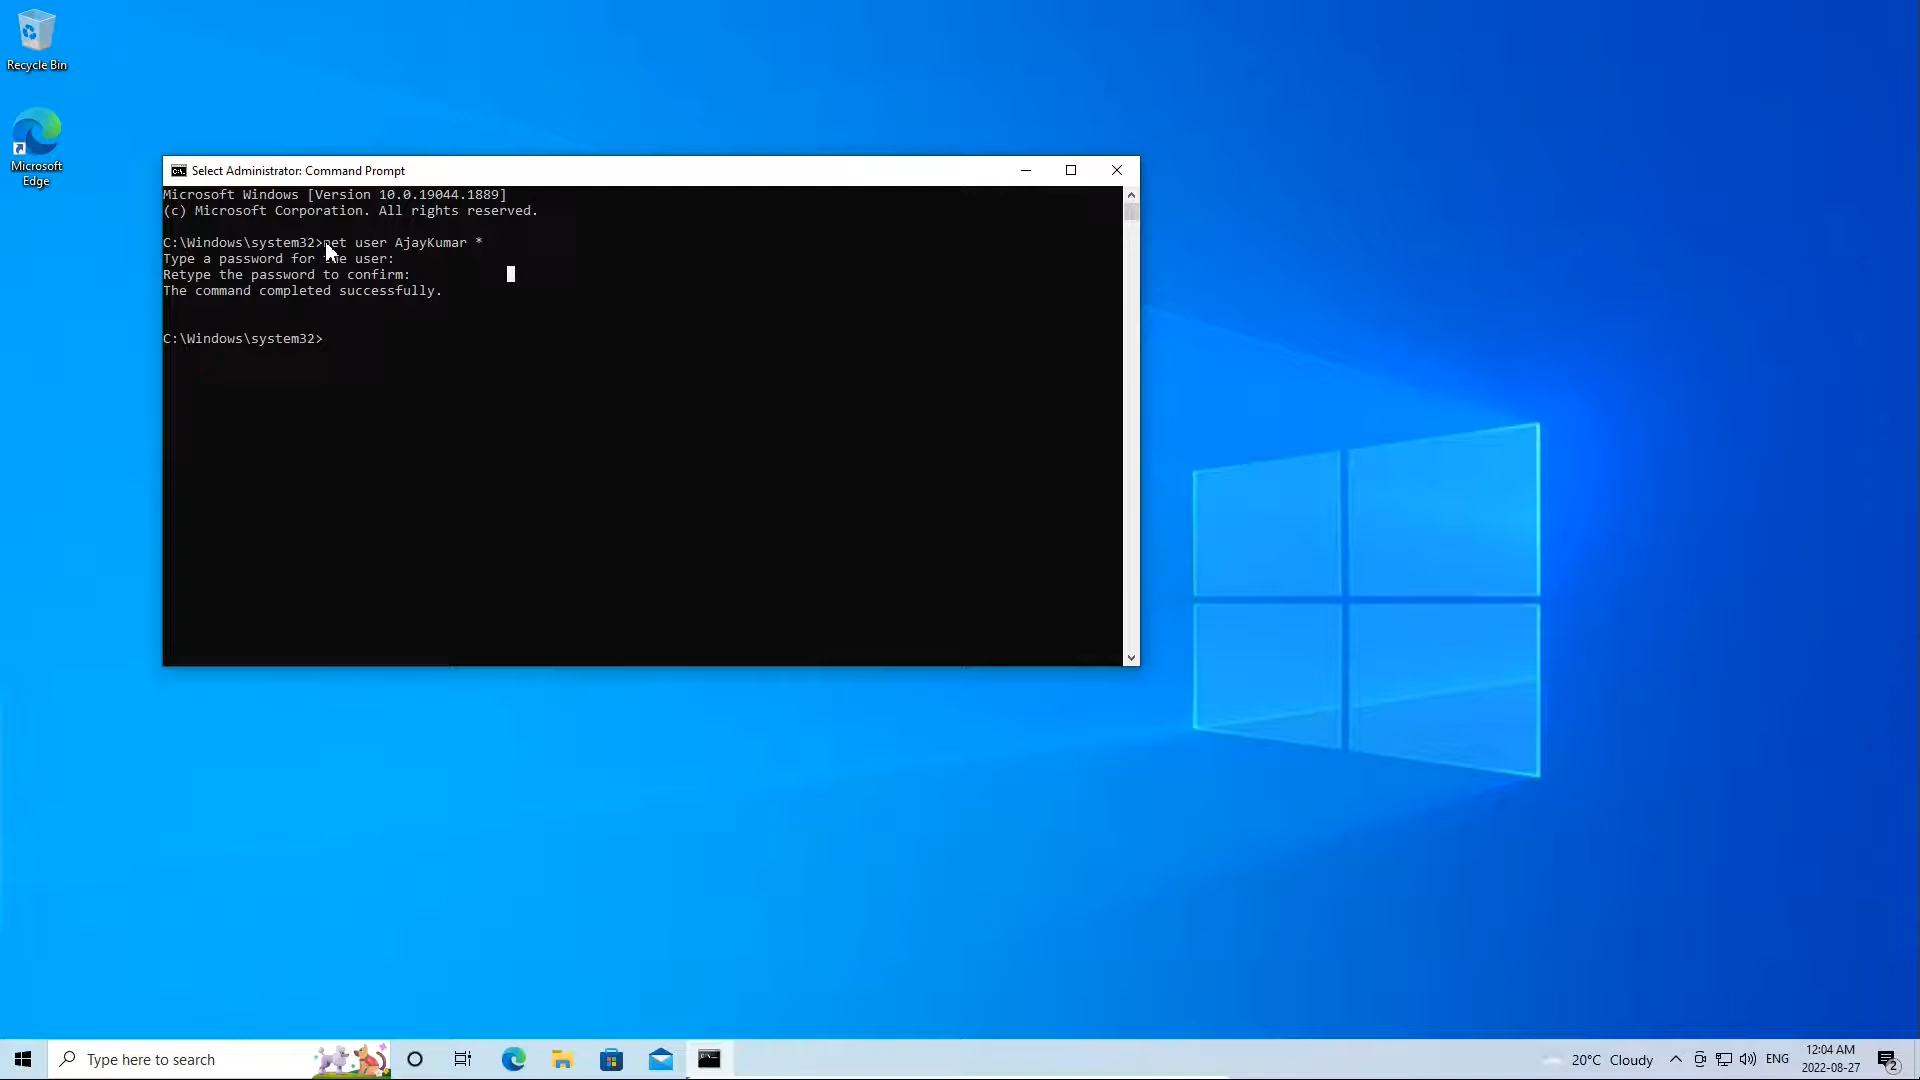 Recycle Bin
Microsoft
Edge
Select Administrator: Command Prompt
Microsoft Windows [Version 10.0.19044.1889]
(c) Microsoft Corporation. All rights reserved.
C:\Windows\system32>net user AjayKumar *
Type a password for the user:
Retype the password to confirm:
The command completed successfully.
C:\Windows\system32>
Type here to search
20°C Cloudy
ENG
12:04 AM
2022-08-27
2